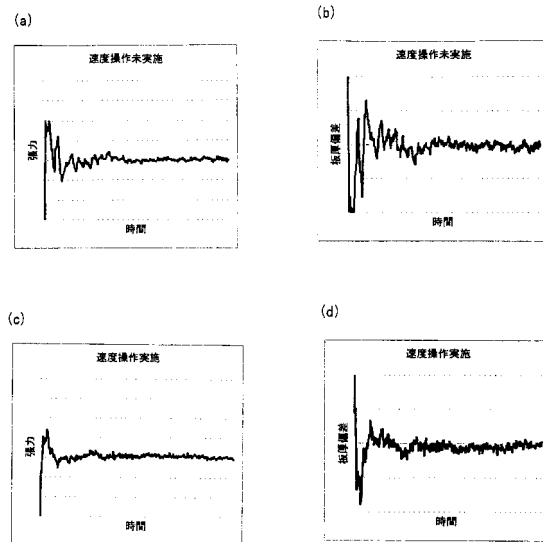 (a)
速度操作未実施
張力
時間
(b)
速度操作未実施
板厚偏差
時間
(c)
速度操作実施
張力
時間
(d)
速度操作実施
板厚偏差
時間